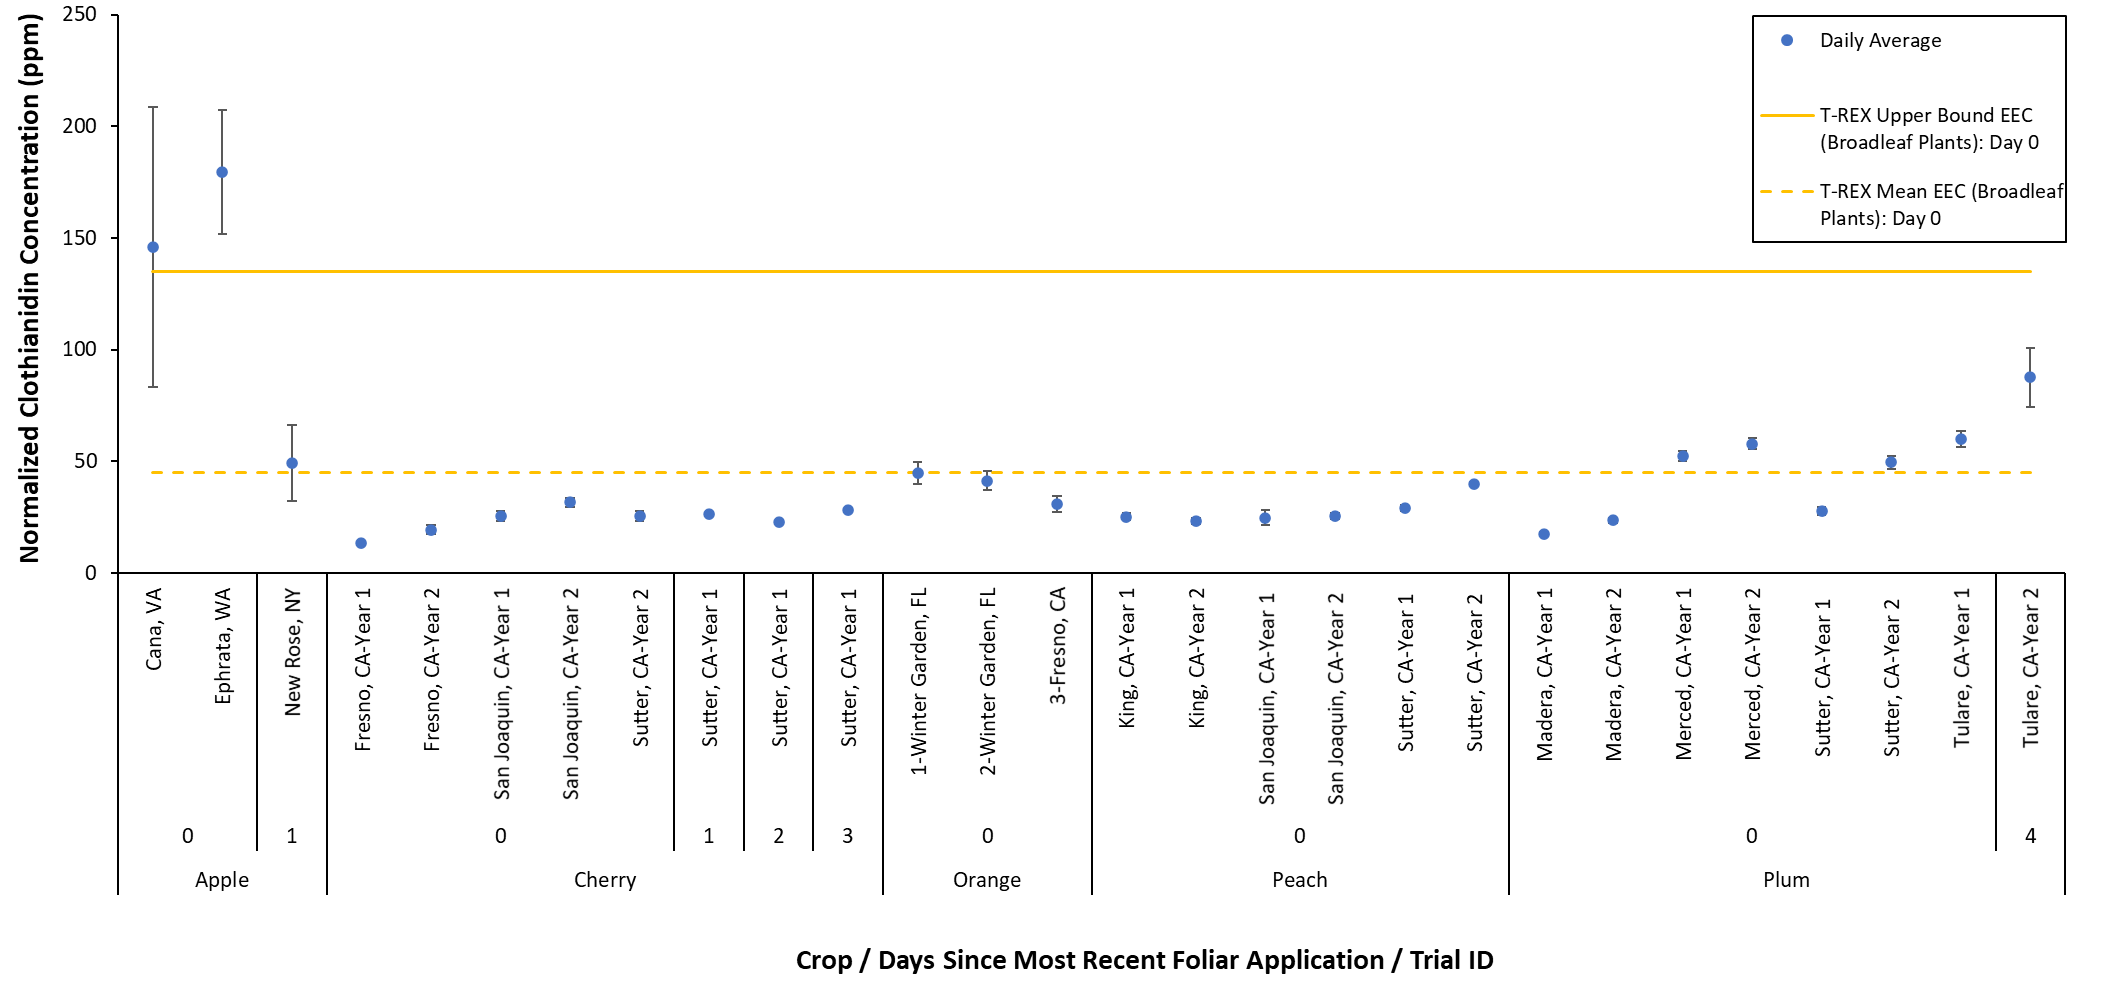 Normalized Clothianidin Concentration (ppm)
250
200
150
100
50
0
Daily Average
T-REX Upper Bound EEC
(Broadleaf Plants): Day 0
T-REX Mean EEC (Broadleaf
Plants): Day 0
Cana, VA
Ephrata, WA
New Rose, NY
Fresno, CA-Year 1
Fresno, CA-Year 2
San Joaquin, CA-Year 1
San Joaquin, CA-Year 2
Sutter, CA-Year 2
Sutter, CA-Year 1
Sutter, CA-Year 1
Sutter, CA-Year 1
1-Winter Garden, FL
2-Winter Garden, FL
3-Fresno, CA
King, CA-Year 1
King, CA-Year 2
San Joaquin, CA-Year 1
San Joaquin, CA-Year 2
Sutter, CA-Year 1
Sutter, CA-Year 2
Madera, CA-Year 1
Madera, CA-Year 2
Merced, CA-Year 1
Merced, CA-Year 2
Sutter, CA-Year 1
Sutter, CA-Year 2
Tulare, CA-Year 1
Tulare, CA-Year 2
0 1 0 1 2 3 0 0 0 4
Apple Cherry Orange Peach Plum
Crop / Days Since Most Recent Foliar Application / Trial ID